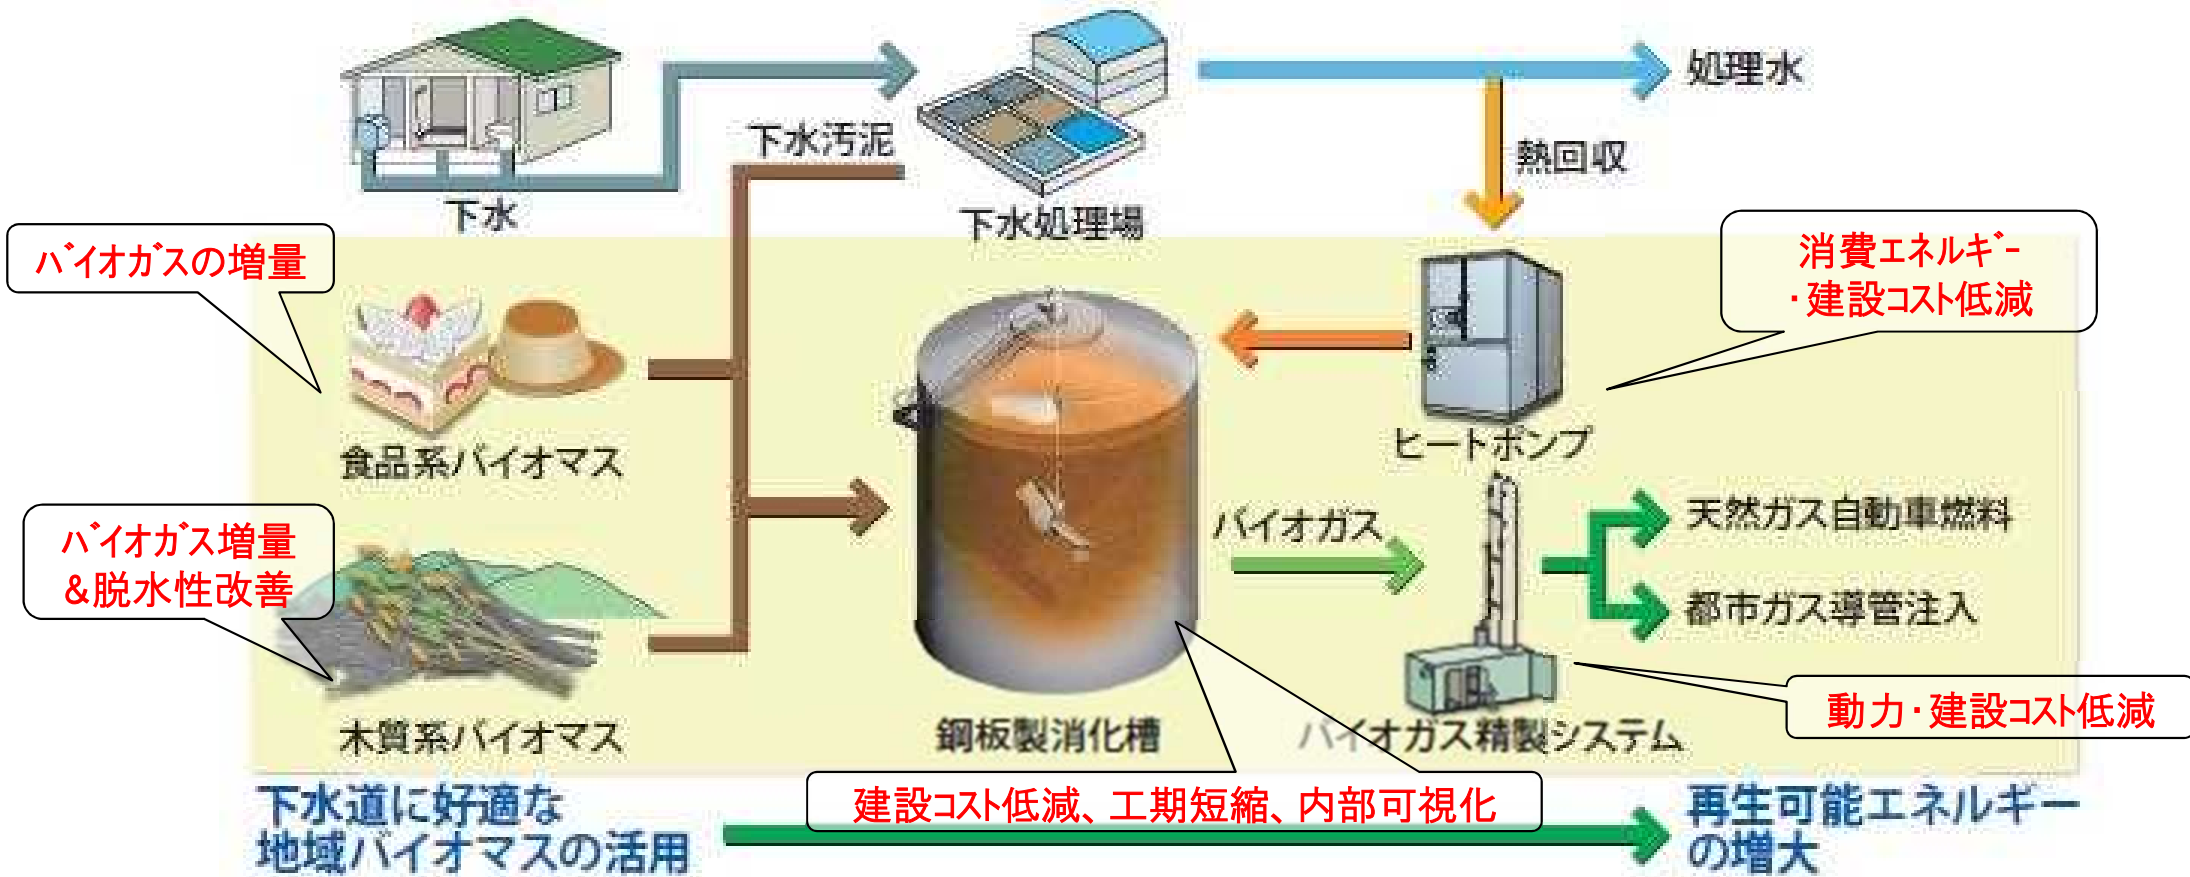 処理水
下水汚泥
熱回収
下水
下水処理場
バイオガスの増量
消費エネルギー
・建設コスト低減
食品系バイオマス
ヒートポンプ
バイオガス増量
&脱水性改善
バイオガス
天然ガス自動車燃料
都市ガス導管注入
動力・建設コスト低減
木質系バイオマス
鋼板製消化槽
バイオガス精製システム
建設コスト低減、工期短縮、内部可視化
下水道に好適な
地域バイオマスの活用
再生可能エネルギー
の増大